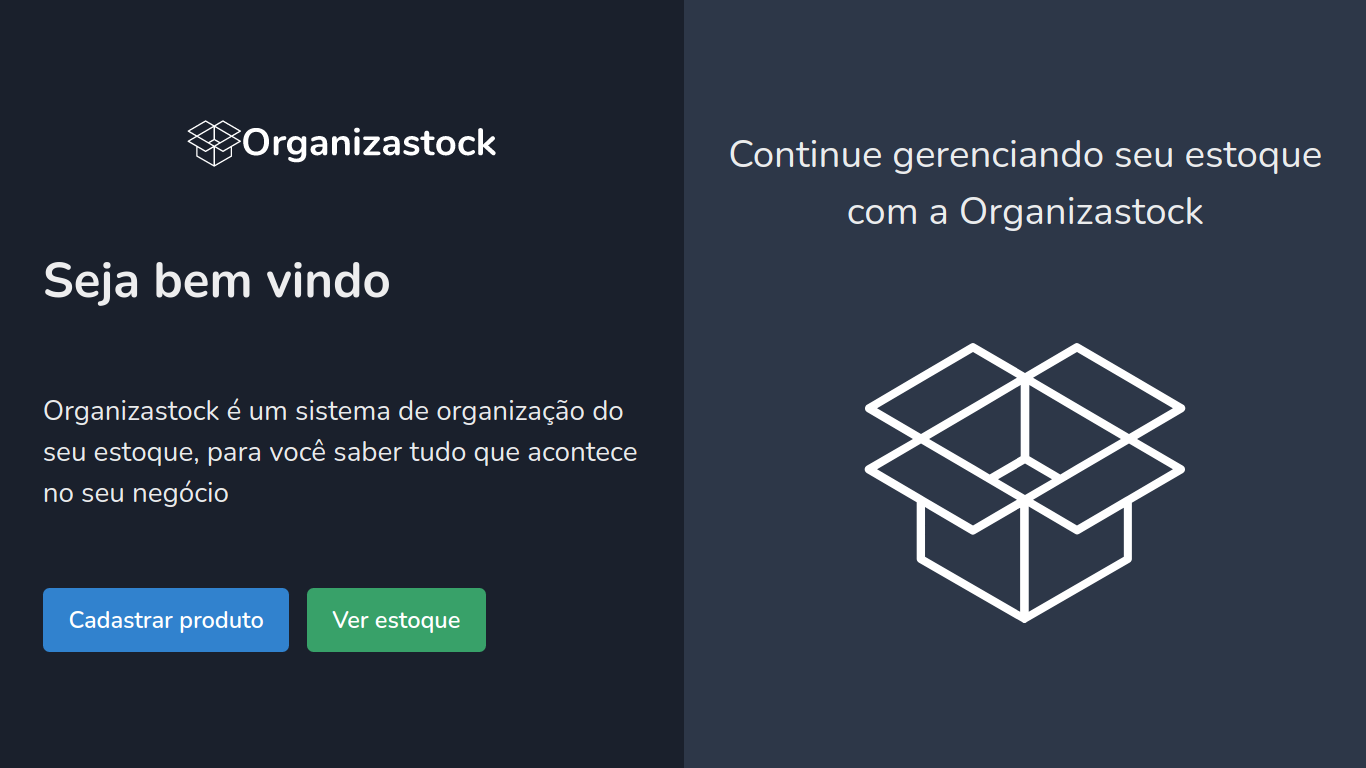 Organizastock
Seja bem vindo
Organizastock é um sistema de organização do
seu estoque, para você saber tudo que acontece
no seu negócio
Cadastrar produto
Ver estoque
Continue gerenciando seu estoque
com a Organizastock